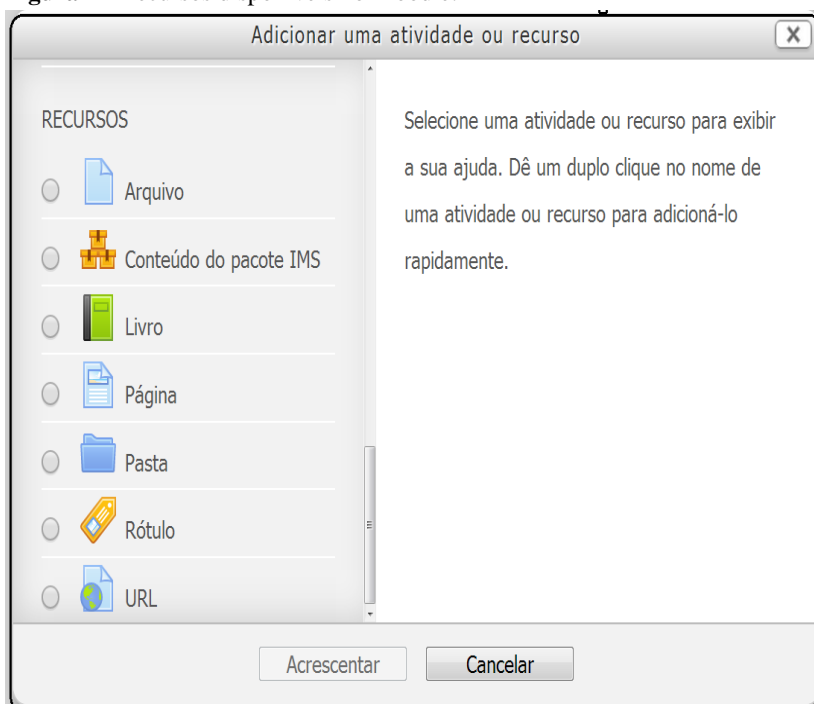 Adicionar uma atividade ou recurso
X
RECURSOS
Arquivo
Conteúdo do pacote IMS
Livro
Página
Pasta
Rótulo
URL
Selecione uma atividade ou recurso para exibir
a sua ajuda. Dê um duplo clique no nome de
uma atividade ou recurso para adicioná-lo
rapidamente.
Acrescentar
Cancelar